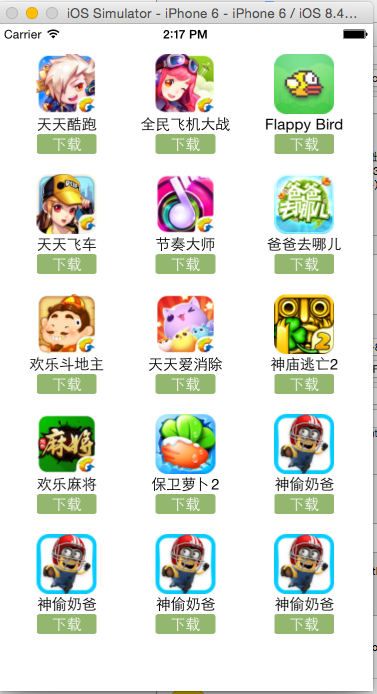 iOS Simulator - iPhone 6 - iPhone 6 / iOS 8.4...
Carrier 2:17 PM
天天酷跑 全民飞机大战 Flappy Bird
下载 下载 下载
天天飞车 节奏大师 爸爸去哪儿
下载 下载 下载
欢乐斗地主 天天爱消除 神庙逃亡2
下载 下载 下载
欢乐麻将 保卫萝卜2 神偷奶爸
下载 下载 下载
神偷奶爸 神偷奶爸 神偷奶爸
下载 下载 下载